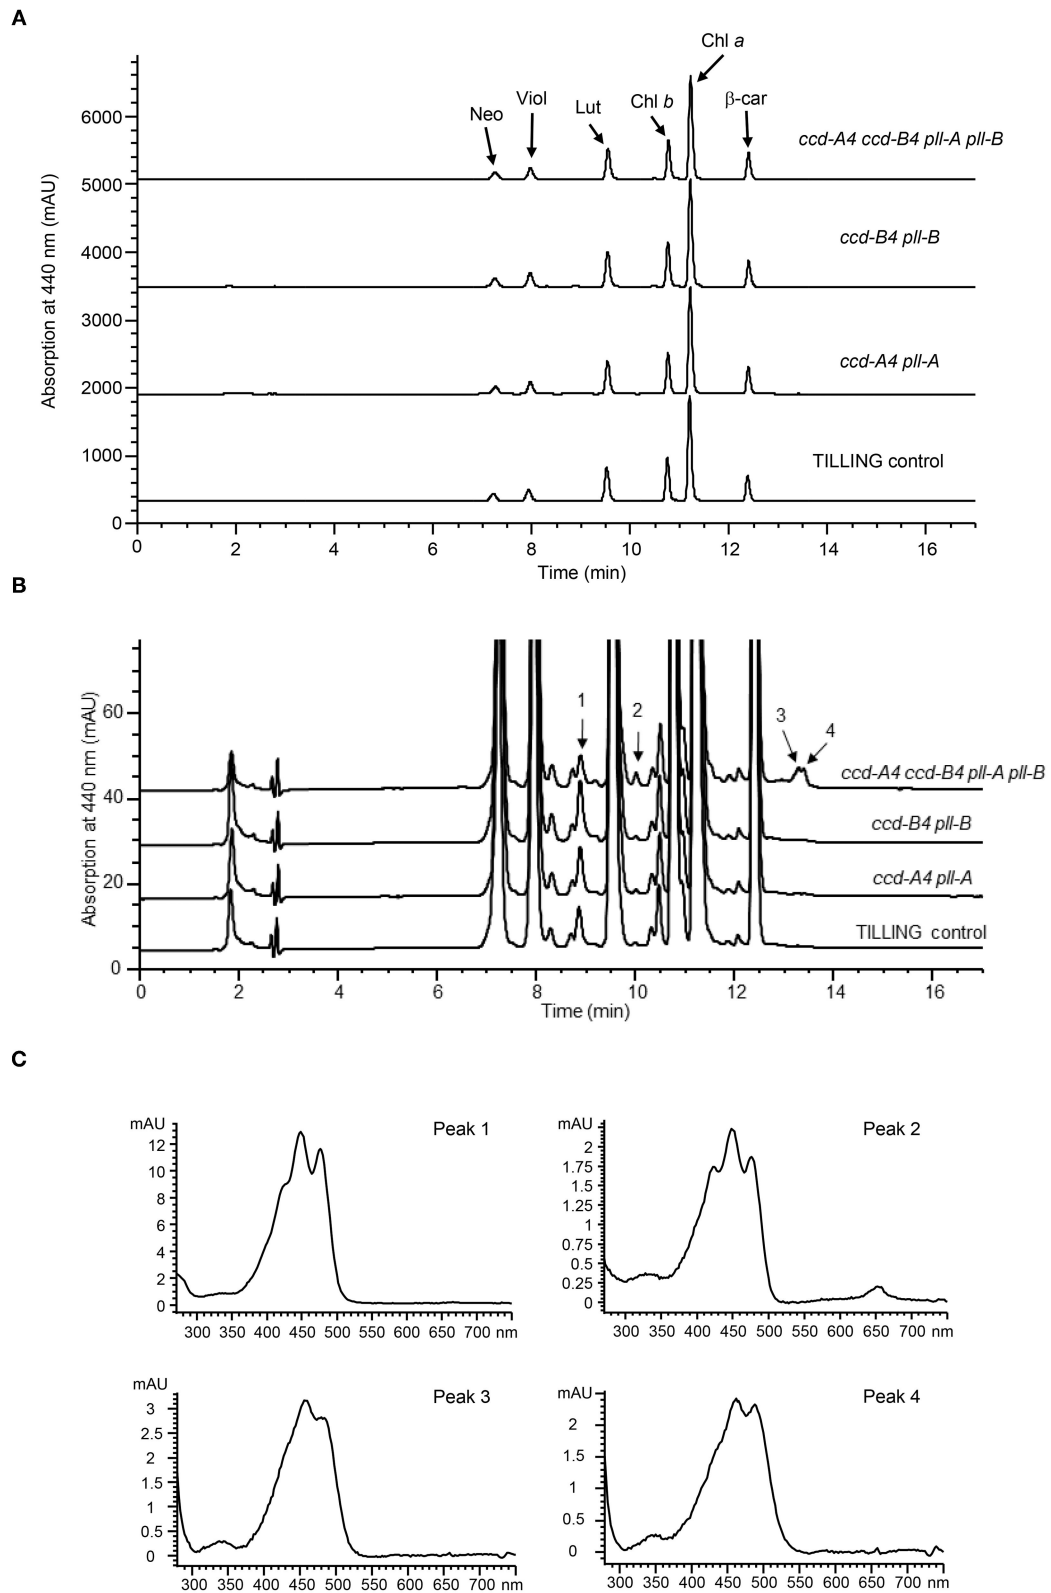 A
Chl a
Neo
Viol
Lut
Chl b
β-car
ccd-A4 ccd-B4 pll-A pll-B
ccd-B4 pll-B
ccd-A4 pll-A
TILLING control
Absorption at 440 nm (mAU)
6000
5000
4000
3000
2000
1000
0
0 2 4 6 8 10 12 14 16
Time (min)
B
1
2
3
4
ccd-A4 ccd-B4 pll-A pll-B
ccd-B4 pll-B
ccd-A4 pll-A
TILLING control
Absorption at 440 nm (mAU)
60
40
20
0
0 2 4 6 8 10 12 14 16
Time (min)
C
mAU
Peak 1
12
10
8
6
4
2
0
300 350 400 450 500 550 600 650 700 nm
mAU
Peak 2
2
1.75
1.5
1.25
1
0.75
0.5
0.25
0
300 350 400 450 500 550 600 650 700 nm
mAU
Peak 3
3
2.5
2
1.5
1
0.5
0
300 350 400 450 500 550 600 650 700 nm
mAU
Peak 4
2
1.5
1
0.5
0
300 350 400 450 500 550 600 650 700 nm